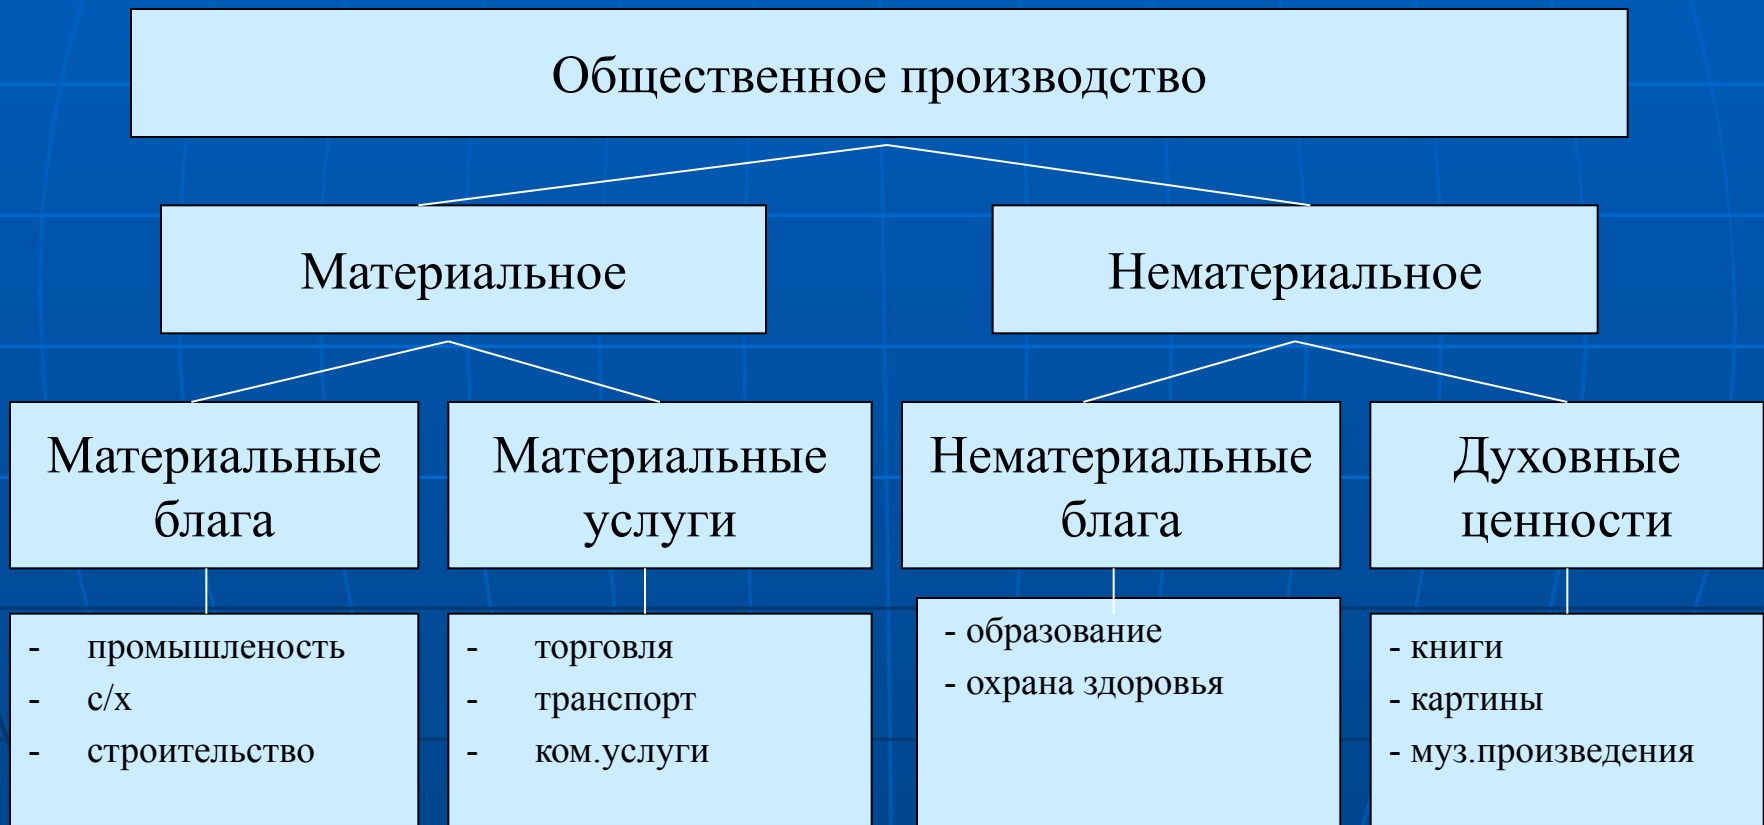 Общественное производство
Материальное
Нематериальное
Материальные
блага
Материальные
услуги
Нематериальные
блага
Духовные
ценности
- промышленость
- с/х
- строительство
- торговля
- транспорт
- ком.услуги
- образование
- охрана здоровья
- книги
- картины
- муз.произведения